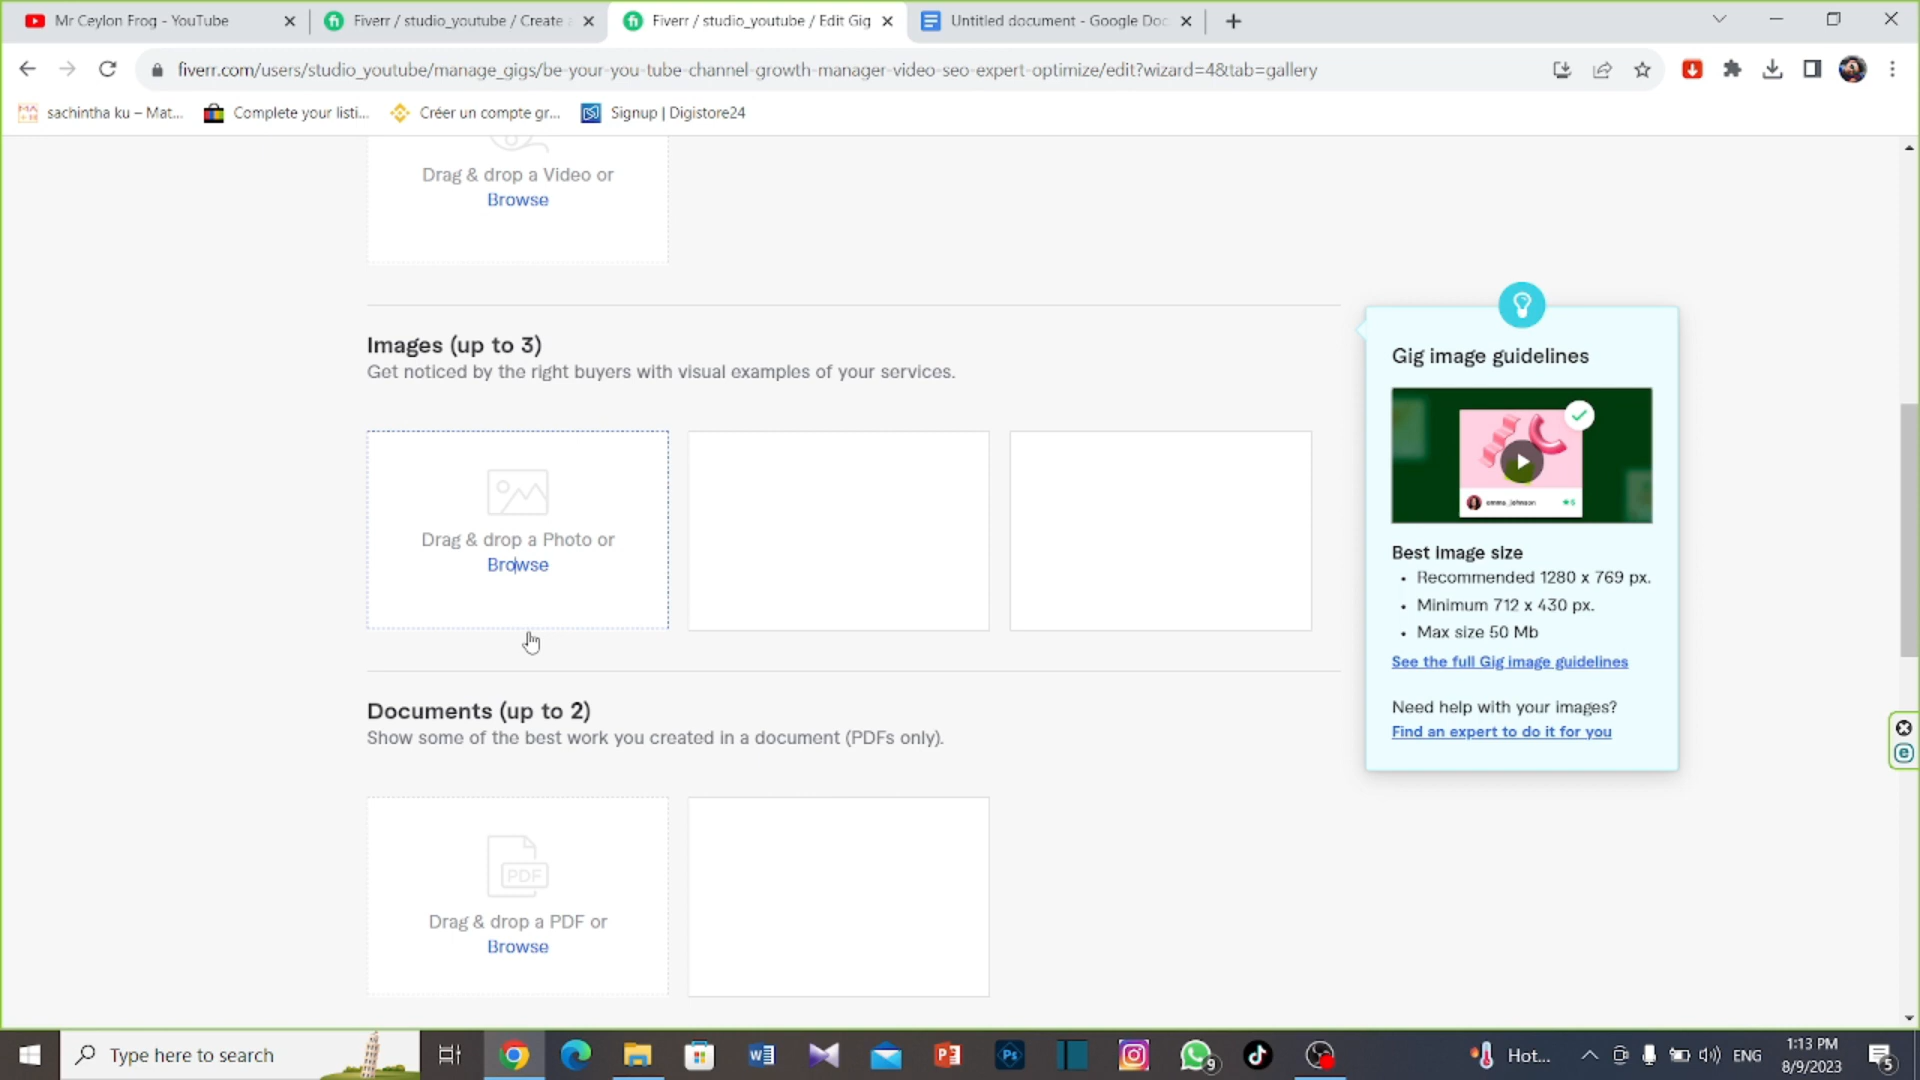 Mr Ceylon Frog - YouTube
Fiverr / studio_youtube / Create
Fiverr / studio_youtube / Edit Gig
Untitled document - Google Doc
fiverr.com/users/studio_youtube/manage_gigs/be-your-you-tube-channel-growth-manager-video-seo-expert-optimize/edit?wizard=4&tab=gallery
sachintha ku – Mat...
Complete your listi...
Créer un compte gr...
Signup | Digistore24
Drag & drop a Video or
Browse
Images (up to 3)
Get noticed by the right buyers with visual examples of your services.
Drag & drop a Photo or
Browse
Gig image guidelines
emma_johnson
5
Best image size
• Recommended 1280 x 769 px.
• Minimum 712 x 430 px.
• Max size 50 Mb
See the full Gig image guidelines
Need help with your images?
Find an expert to do it for you
Documents (up to 2)
Show some of the best work you created in a document (PDFs only).
PDF
Drag & drop a PDF or
Browse
Type here to search
Ps
9
Hot...
ENG
1:13 PM
8/9/2023
5